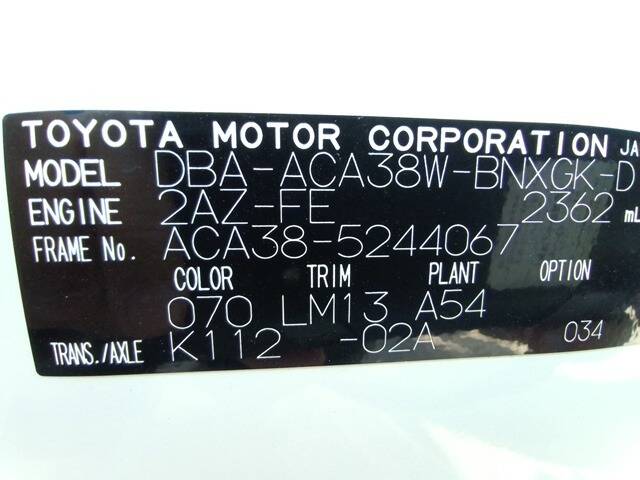 TOYOTA MOTOR CORPORATION JA
MODEL DBA-ACA38W-BNXGK-D
ENGINE 2AZ-FE 2362 mL
FRAME No. ACA38-5244067
COLOR TRIM PLANT OPTION
070 LM13 A54
TRANS./AXLE K112 -02A 034